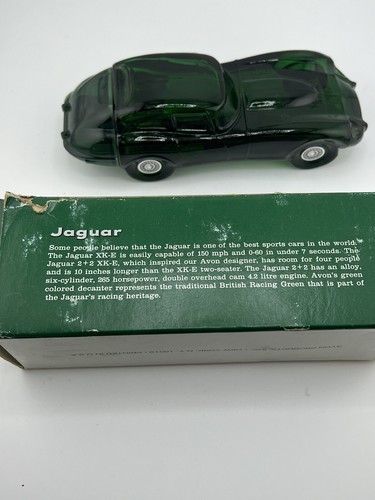 Jaguar
Some people believe that the Jaguar is one of the best sports cars in the world.
The Jaguar XK-E is easily capable of 150 mph and 0-60 in under 7 seconds. The
Jaguar 2+2 XK-E, which inspired our Avon designer, has room for four people
and is 10 inches longer than the XK-E two-seater. The Jaguar 2+2 has an alloy,
six-cylinder, 265 horsepower, double overhead cam 4.2 litre engine. Avon's green
colored decanter represents the traditional British Racing Green that is part of
the Jaguar's racing heritage.